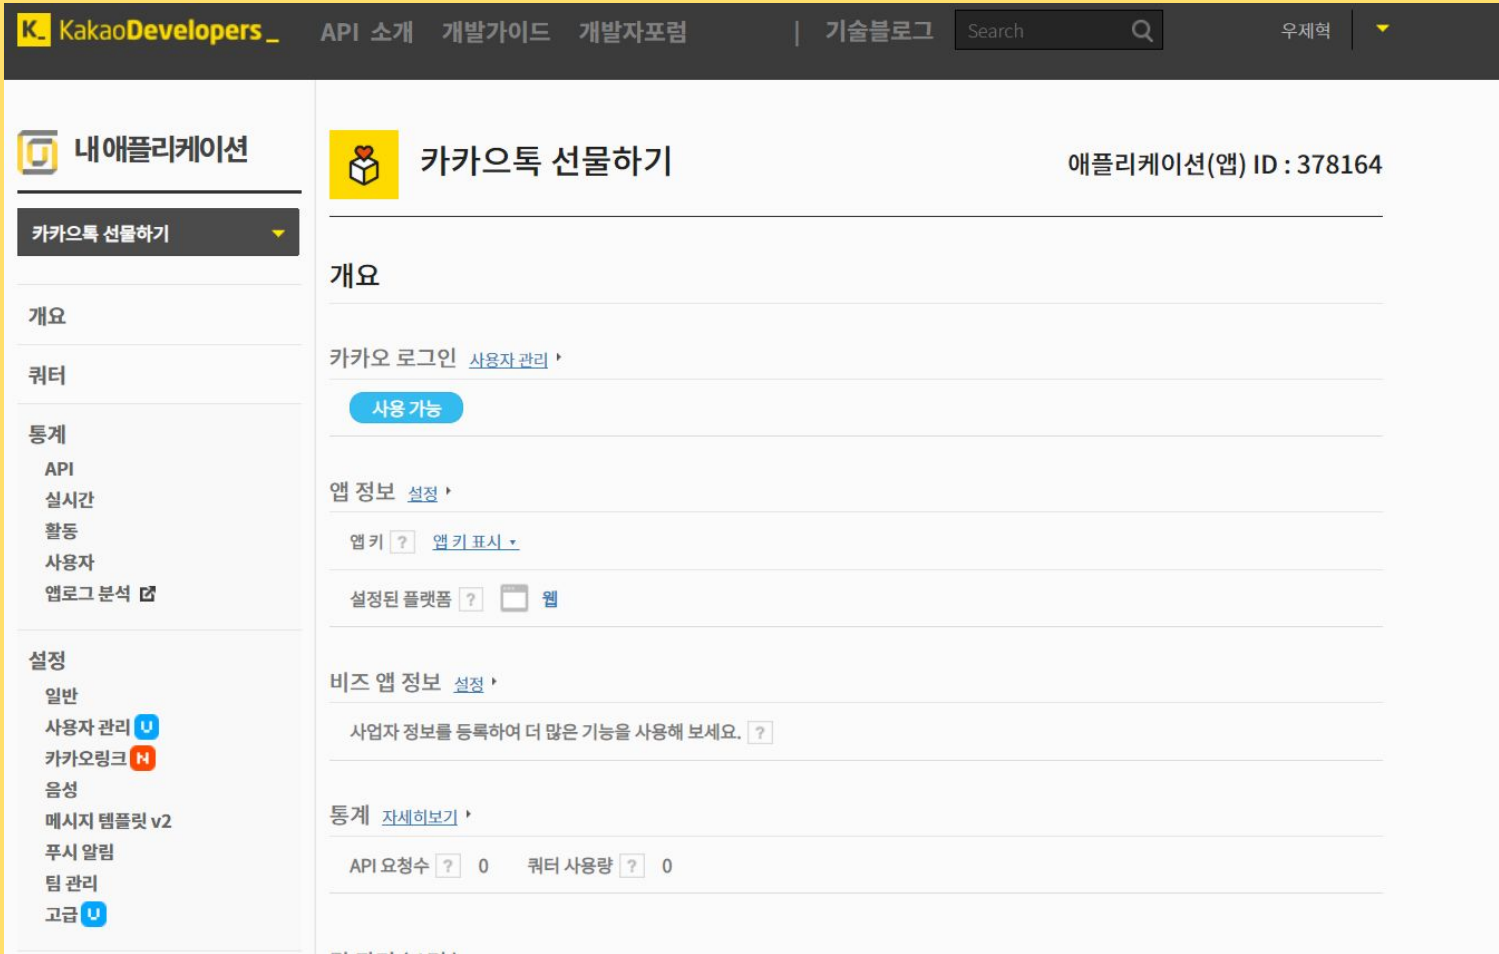 K_ KakaoDevelopers_ API 소개 개발가이드 개발자포럼 | 기술블로그 Search 우제혁
내 애플리케이션
카카으톡 선물하기
개요
쿼터
통계
API
실시간
활동
사용자
앱로그 분석
설정
일반
사용자 관리 U
카카오링크 N
음성
메시지 템플릿 v2
푸시 알림
팀 관리
고급 U
카카으톡 선물하기
애플리케이션(앱) ID : 378164
개요
카카오 로그인 사용자 관리
사용 가능
앱 정보 설정
앱 키 ? 앱 키 표시
설정된 플랫폼 ? 웹
비즈 앱 정보 설정
사업자 정보를 등록하여 더 많은 기능을 사용해 보세요. ?
통계 자세히보기
API 요청수 ? 0 쿼터 사용량 ? 0